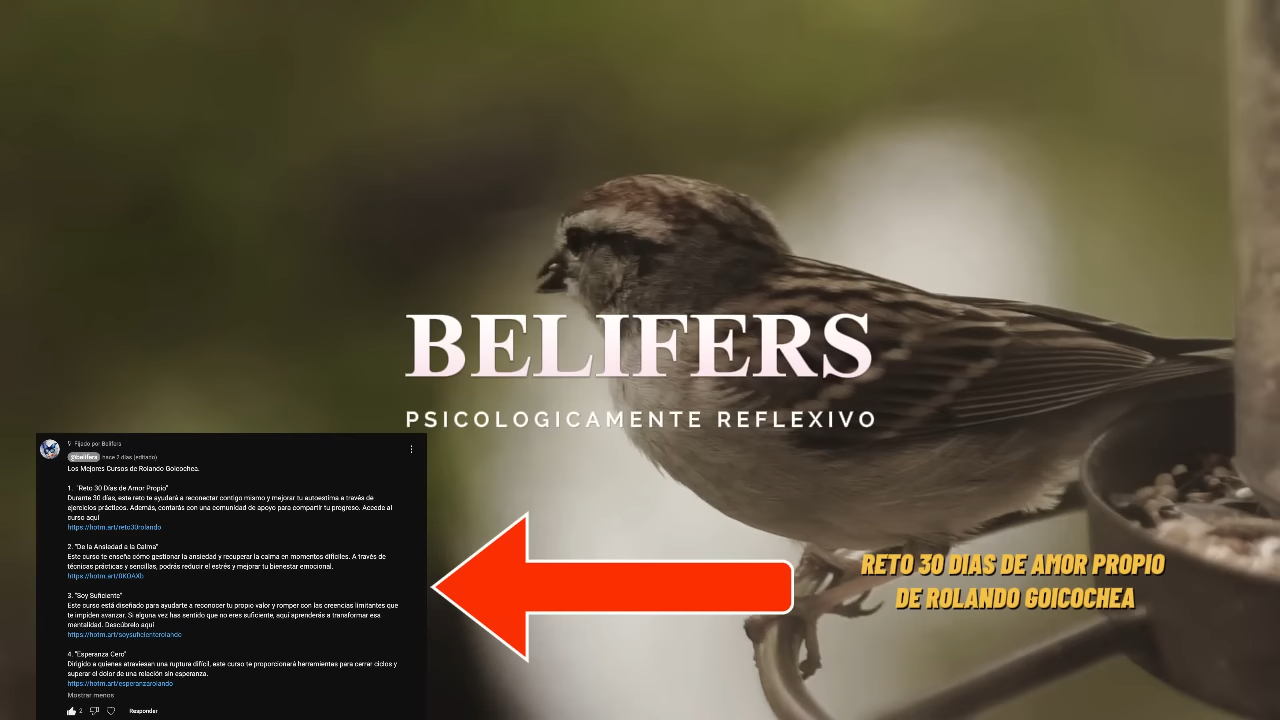 BELIFERS
PSICOLOGICAMENTE REFLEXIVO
Fijado por Belifers
@belifers hace 2 días (editado)
Los Mejores Cursos de Rolando Goicochea.
1. "Reto 30 Días de Amor Propio"
Durante 30 días, este reto te ayudará a reconectar contigo mismo y mejorar tu autoestima a través de
ejercicios prácticos. Además, contarás con una comunidad de apoyo para compartir tu progreso. Accede al
curso aquí
https://hotm.art/reto30rolando
2. "De la Ansiedad a la Calma"
Este curso te enseña cómo gestionar la ansiedad y recuperar la calma en momentos difíciles. A través de
técnicas prácticas y sencillas, podrás reducir el estrés y mejorar tu bienestar emocional.
https://hotm.art/0KOAXb
3. "Soy Suficiente"
Este curso está diseñado para ayudarte a reconocer tu propio valor y romper con las creencias limitantes que
te impiden avanzar. Si alguna vez has sentido que no eres suficiente, aquí aprenderás a transformar esa
mentalidad. Descúbrelo aquí
https://hotm.art/soysuficienterolando
4. "Esperanza Cero"
Dirigido a quienes atraviesan una ruptura difícil, este curso te proporcionará herramientas para cerrar ciclos y
superar el dolor de una relación sin esperanza.
https://hotm.art/esperanzarolando
Mostrar menos
2 Responder
RETO 30 DIAS DE AMOR PROPIO
DE ROLANDO GOICOCHEA